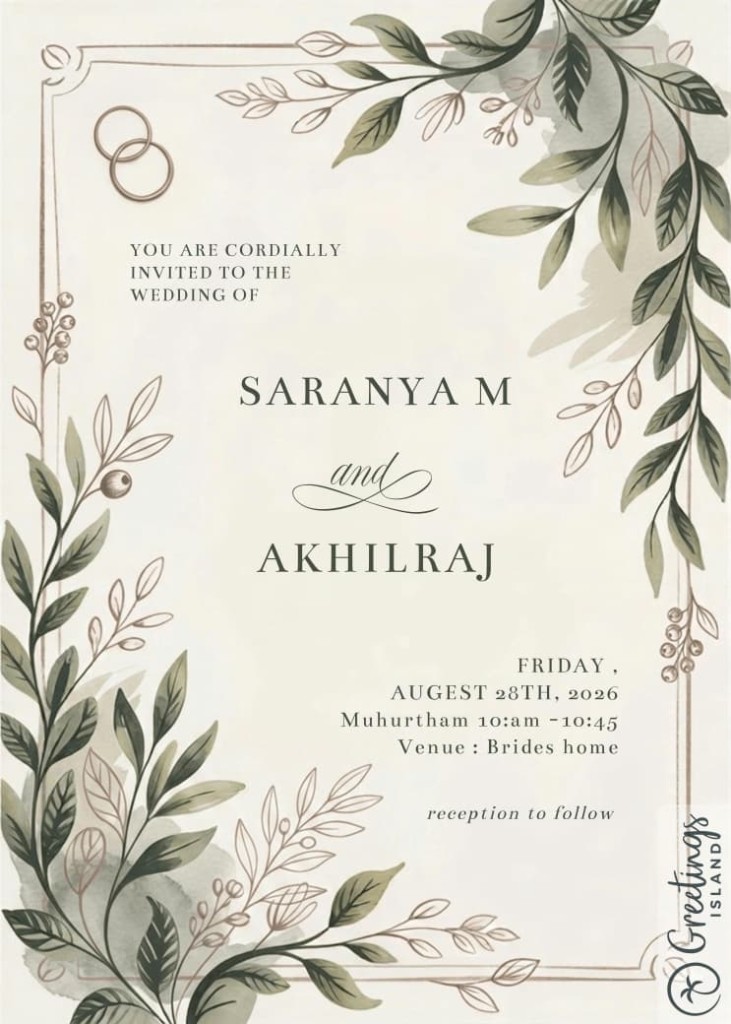 YOU ARE CORDIALLY
INVITED TO THE
WEDDING OF
SARANYA M
and
AKHILRAJ
FRIDAY ,
AUGEST 28TH, 2026
Muhurtham 10:am -10:45
Venue : Brides home
reception to follow
Greetings
ISLAND